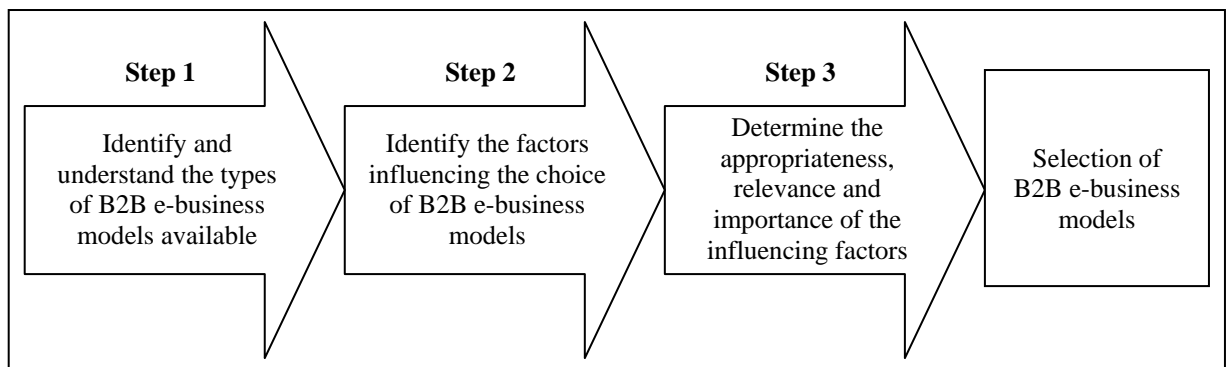 Step 1
Identify and
understand the types
of B2B e-business
models available
Step 2
Identify the factors
influencing the choice
of B2B e-business
models
Step 3
Determine the
appropriateness,
relevance and
importance of the
influencing factors
Selection of
B2B e-business
models